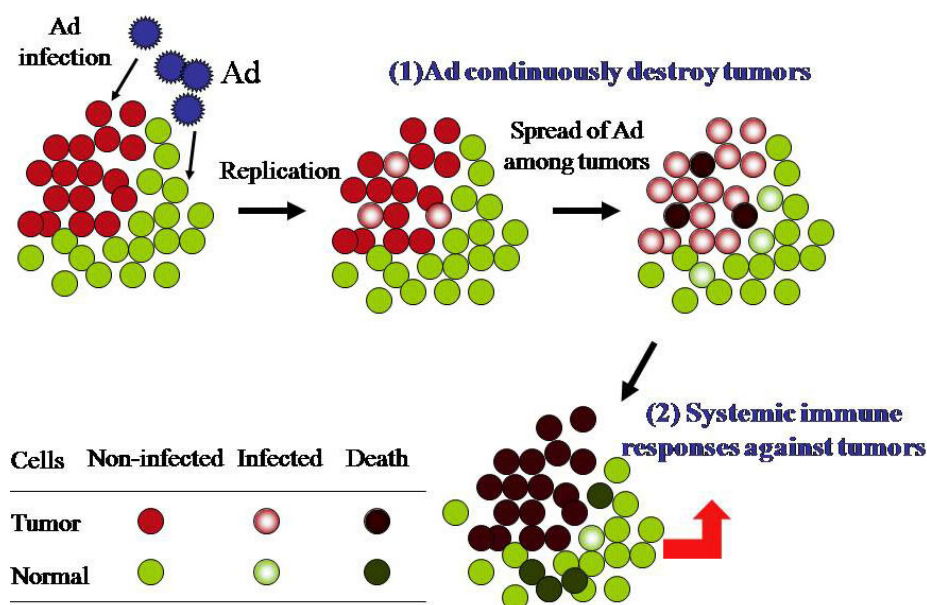 Ad
infection
Ad
(1)Ad continuously destroy tumors
Replication
Spread of Ad
among tumors
(2) Systemic immune
responses against tumors
Cells Non-infected Infected Death
Tumor
Normal